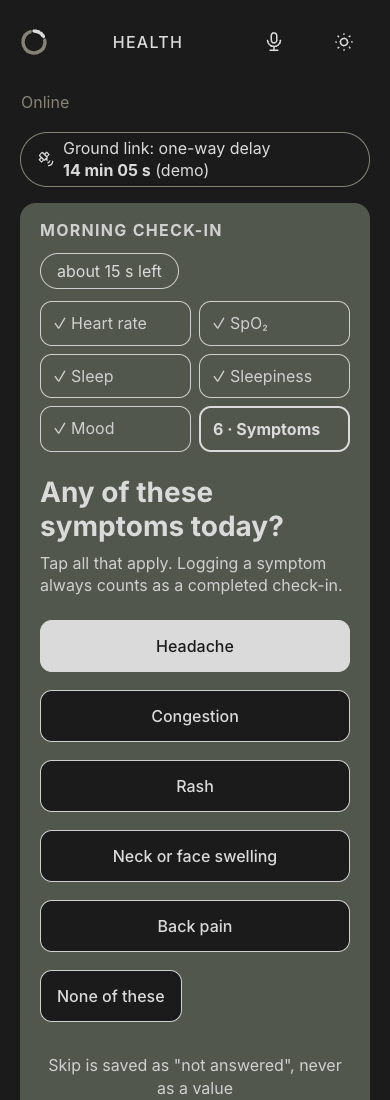 HEALTH
Online
Ground link: one-way delay
14 min 05 s (demo)
MORNING CHECK-IN
about 15 s left
✓ Heart rate
✓ SpO₂
✓ Sleep
✓ Sleepiness
✓ Mood
6 · Symptoms
Any of these
symptoms today?
Tap all that apply. Logging a symptom
always counts as a completed check-in.
Headache
Congestion
Rash
Neck or face swelling
Back pain
None of these
Skip is saved as "not answered", never
as a value